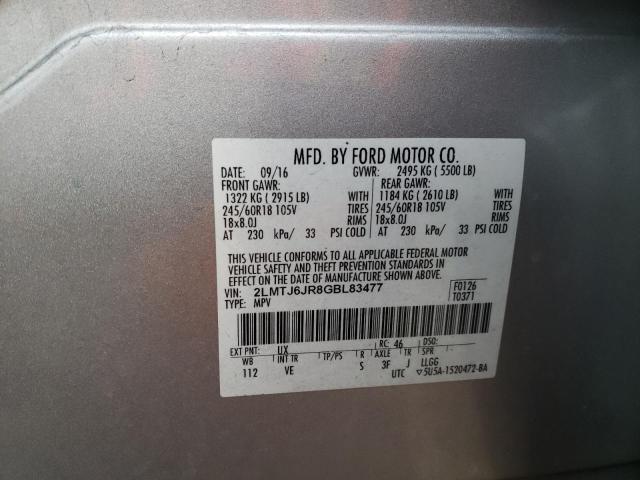 MFD. BY FORD MOTOR CO.
DATE: 09/16 GVWR: 2495 KG ( 5500 LB)
FRONT GAWR: REAR GAWR:
1322 KG ( 2915 LB) WITH 1184 KG ( 2610 LB) WITH
245/60R18 105V TIRES 245/60R18 105V TIRES
18x8.0J RIMS 18x8.0J RIMS
AT 230 kPa/ 33 PSI COLD AT 230 kPa/ 33 PSI COLD
THIS VEHICLE CONFORMS TO ALL APPLICABLE FEDERAL MOTOR
VEHICLE SAFETY AND THEFT PREVENTION STANDARDS IN
EFFECT ON THE DATE OF MANUFACTURE SHOWN ABOVE.
VIN: 2LMTJ6JR8GBL83477 F0126
TYPE: MPV T0371
EXT PNT: UX RC: 46 DSO:
WB INT TR TP/PS R AXLE TR SPR
112 VE S 3F J LLGG
UTC ▽5U5A-1520472-BA